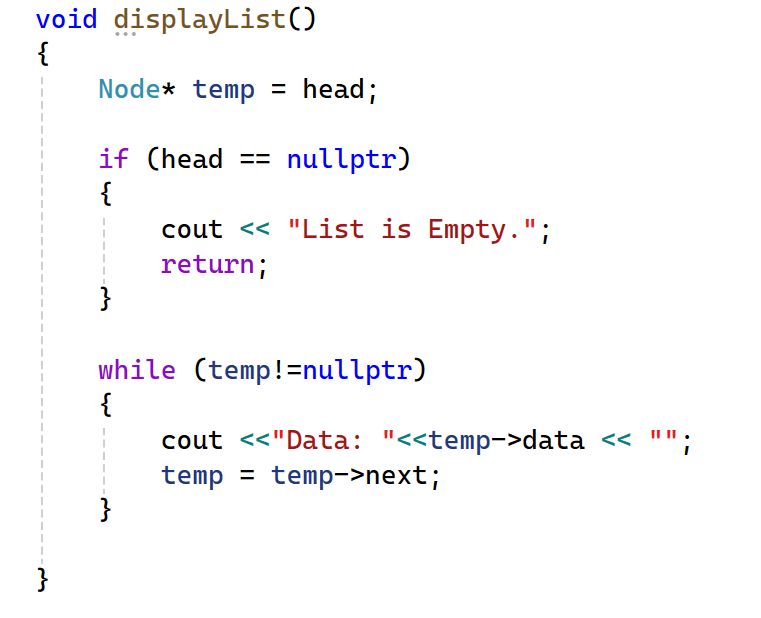 void displayList()
{
    Node* temp = head;

    if (head == nullptr)
    {
        cout << "List is Empty.";
        return;
    }

    while (temp!=nullptr)
    {
        cout <<"Data: "<<temp->data << "";
        temp = temp->next;
    }

}